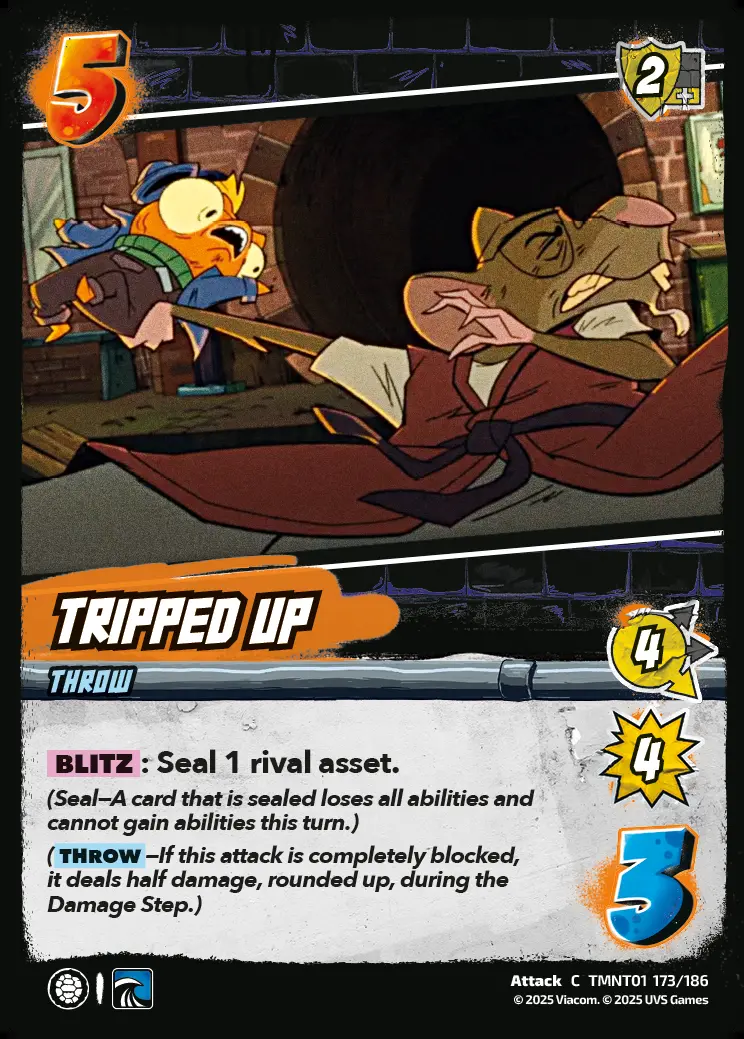 5
2
TRIPPED UP
THROW
4
4
3
BLITZ : Seal 1 rival asset.
(Seal—A card that is sealed loses all abilities and
cannot gain abilities this turn.)
( THROW —If this attack is completely blocked,
it deals half damage, rounded up, during the
Damage Step.)
Attack C TMNT01 173/186
© 2025 Viacom. © 2025 UVS Games